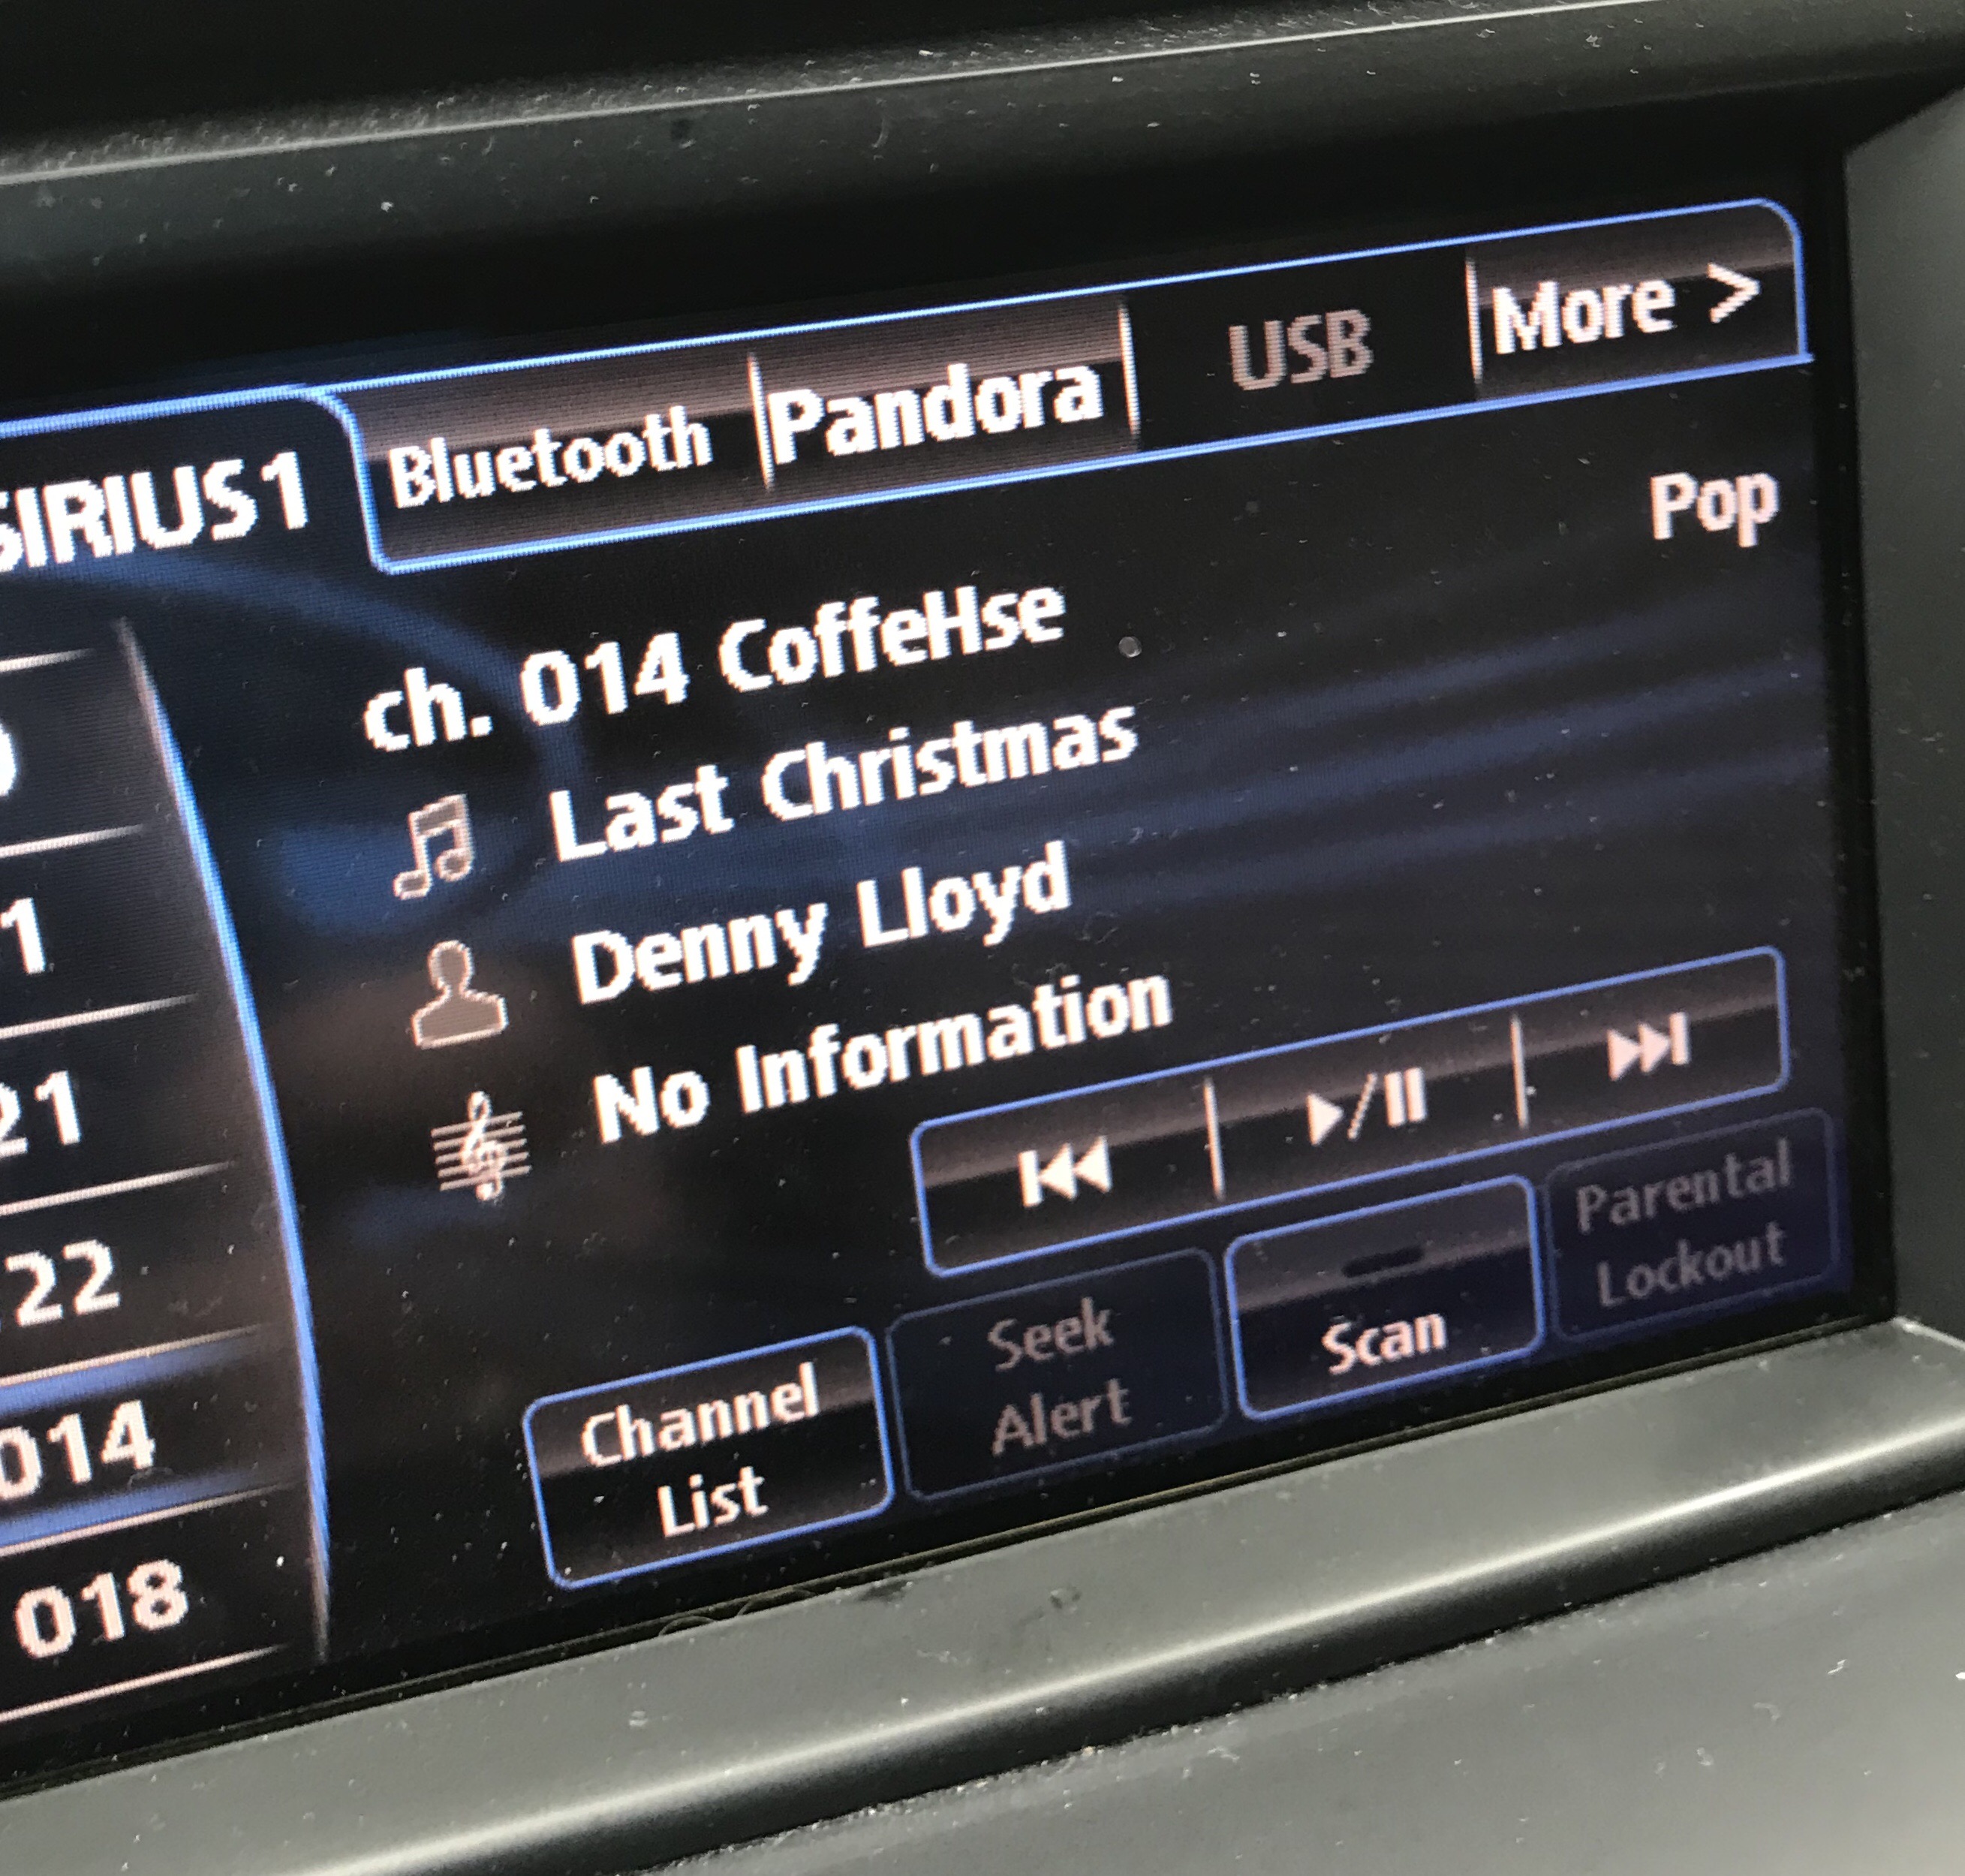 SIRIUS1 Bluetooth Pandora USB More >
Pop
ch. 014 CoffeHse
Last Christmas
Denny Lloyd
No Information
Channel
List
Seek
Alert
Scan
Parental
Lockout
1
21
22
014
018